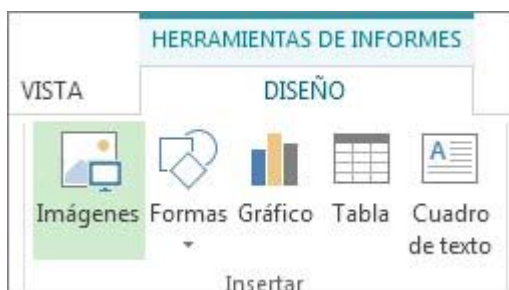 HERRAMIENTAS DE INFORMES
VISTA DISEÑO
Imágenes Formas Gráfico Tabla Cuadro
de texto
Insertar